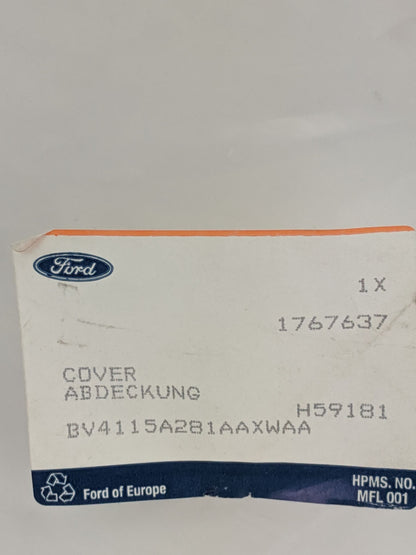 Ford
1X
1767637
COVER
ABDECKUNG
H59181
BV4115A281AAXWAA
Ford of Europe
HPMS. NO.
MFL 001